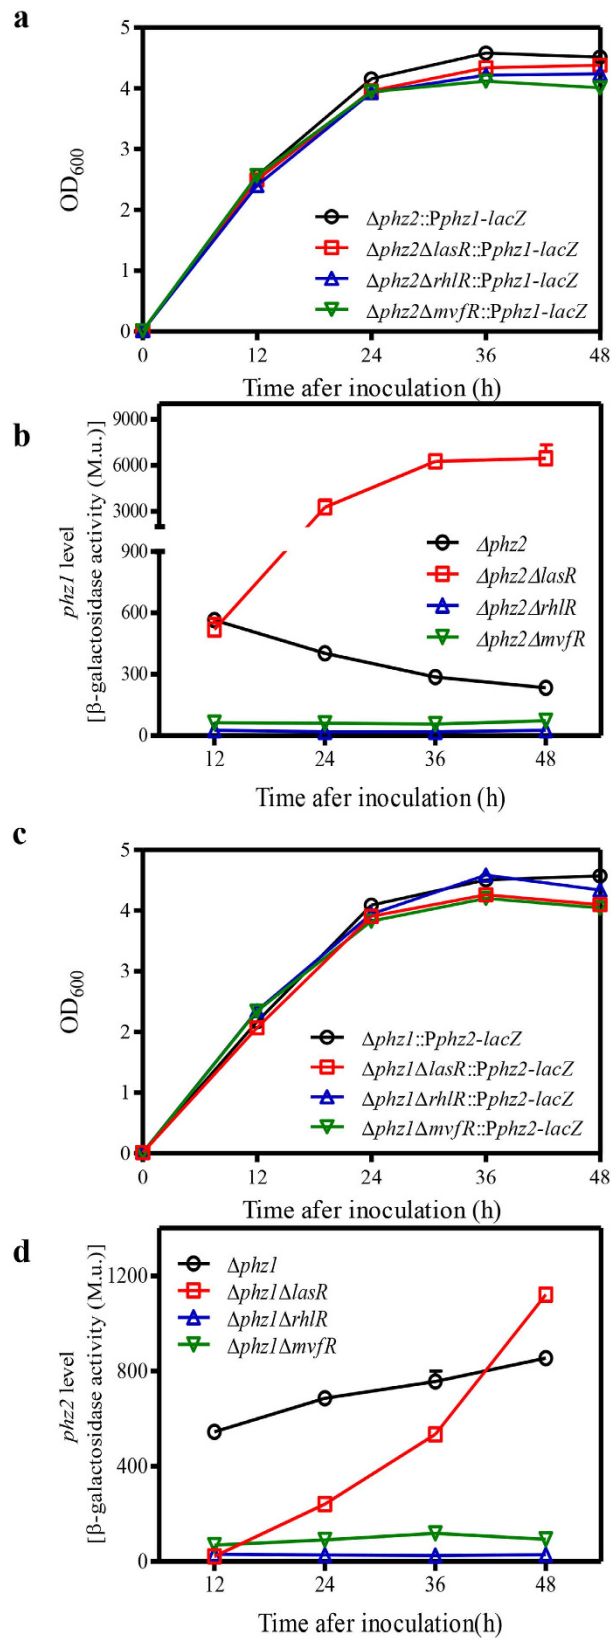 a
5
4
3
2
1
0
OD600
Δphz2::Pphz1-lacZ
Δphz2ΔlasR::Pphz1-lacZ
Δphz2ΔrhlR::Pphz1-lacZ
Δphz2ΔmvfR::Pphz1-lacZ
0 12 24 36 48
Time afer inoculation (h)
b
9000
6000
3000
900
600
300
0
phz1 level
[β-galactosidase activity (M.u.)]
Δphz2
Δphz2ΔlasR
Δphz2ΔrhlR
Δphz2ΔmvfR
12 24 36 48
Time afer inoculation (h)
c
5
4
3
2
1
0
OD600
Δphz1::Pphz2-lacZ
Δphz1ΔlasR::Pphz2-lacZ
Δphz1ΔrhlR::Pphz2-lacZ
Δphz1ΔmvfR::Pphz2-lacZ
0 12 24 36 48
Time afer inoculation (h)
d
1200
800
400
0
phz2 level
[β-galactosidase activity (M.u.)]
Δphz1
Δphz1ΔlasR
Δphz1ΔrhlR
Δphz1ΔmvfR
12 24 36 48
Time afer inoculation(h)